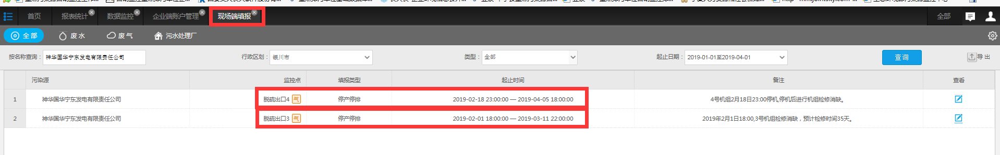 首页 报表统计 数据监控 企业端账户管理 现场端填报 全部
全部 废水 废气 污水处理厂
按名称查询： 神华国华宁东发电有限责任公司 行政区划： 银川市 类型： 全部 起止日期： 2019-01-01至2019-04-01 查询 导出
污染源 监控点 填报类型 起止时间 备注 查看
1 神华国华宁东发电有限责任公司 脱硫出口4 气 停产停排 2019-02-18 23:00:00 — 2019-04-05 18:00:00 4号机组2月18日23:00停机,停机后进行机组检修消缺。
2 神华国华宁东发电有限责任公司 脱硫出口3 气 停产停排 2019-02-01 18:00:00 — 2019-03-11 22:00:00 2019年2月1日18:00,3号机组检修消缺，预计检修时间35天。